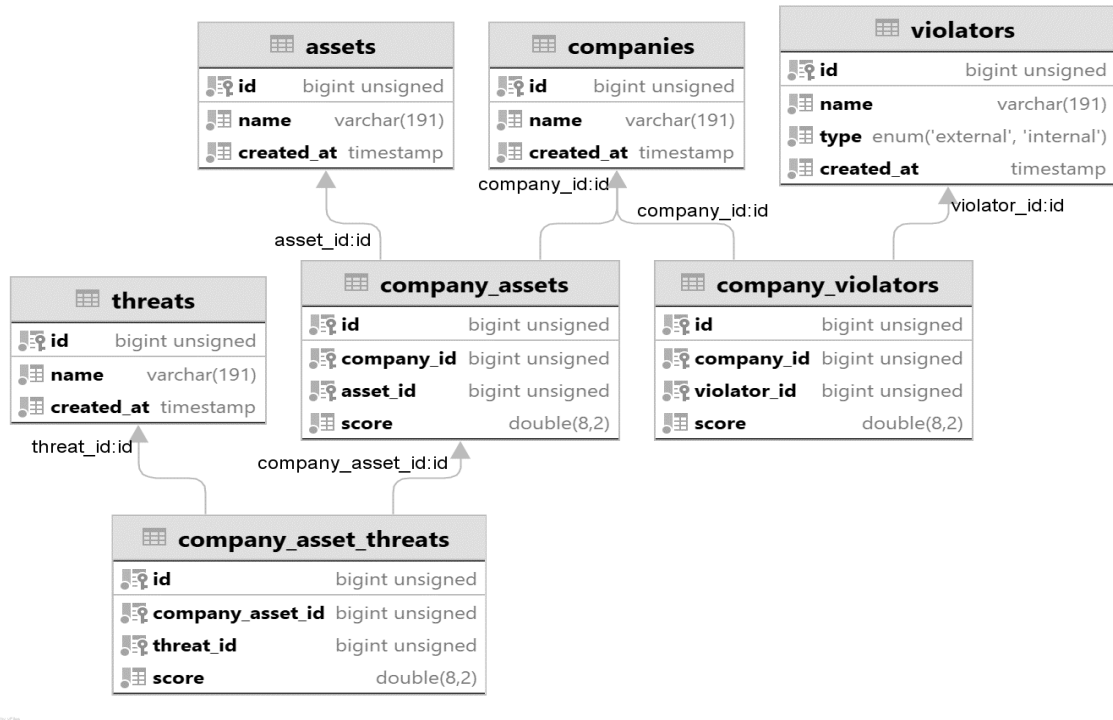 assets
id bigint unsigned
name varchar(191)
created_at timestamp
companies
id bigint unsigned
name varchar(191)
created_at timestamp
violators
id bigint unsigned
name varchar(191)
type enum('external', 'internal')
created_at timestamp
company_id:id
company_id:id
violator_id:id
asset_id:id
threats
id bigint unsigned
name varchar(191)
created_at timestamp
company_assets
id bigint unsigned
company_id bigint unsigned
asset_id bigint unsigned
score double(8,2)
company_violators
id bigint unsigned
company_id bigint unsigned
violator_id bigint unsigned
score double(8,2)
threat_id:id
company_asset_id:id
company_asset_threats
id bigint unsigned
company_asset_id bigint unsigned
threat_id bigint unsigned
score double(8,2)